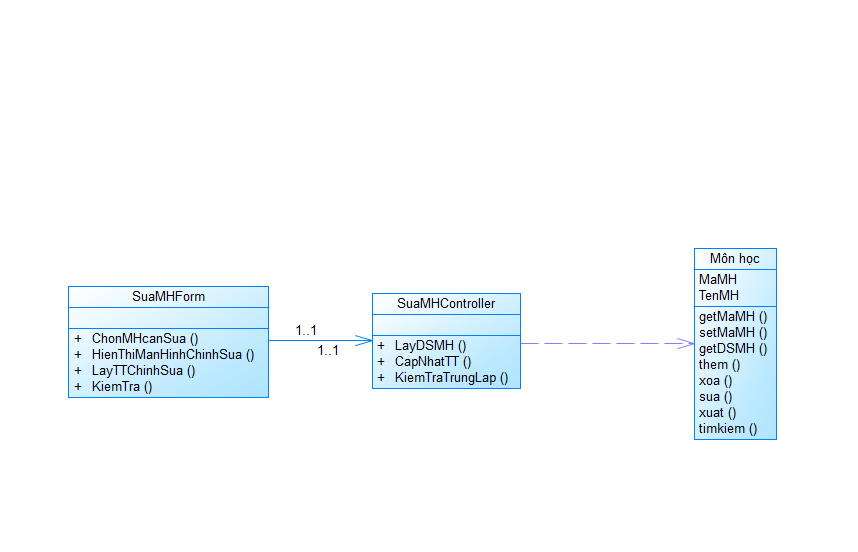 SuaMHForm
+ ChonMHcanSua ()
+ HienThiManHinhChinhSua ()
+ LayTTChinhSua ()
+ KiemTra ()
1..1
1..1
SuaMHController
+ LayDSMH ()
+ CapNhatTT ()
+ KiemTraTrungLap ()
Môn học
MaMH
TenMH
getMaMH ()
setMaMH ()
getDSMH ()
them ()
xoa ()
sua ()
xuat ()
timkiem ()